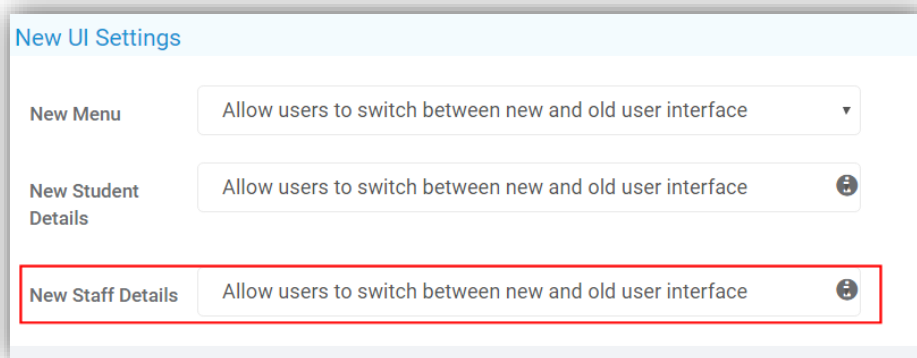 New UI Settings
New Menu
Allow users to switch between new and old user interface
New Student
Details
Allow users to switch between new and old user interface
New Staff Details
Allow users to switch between new and old user interface